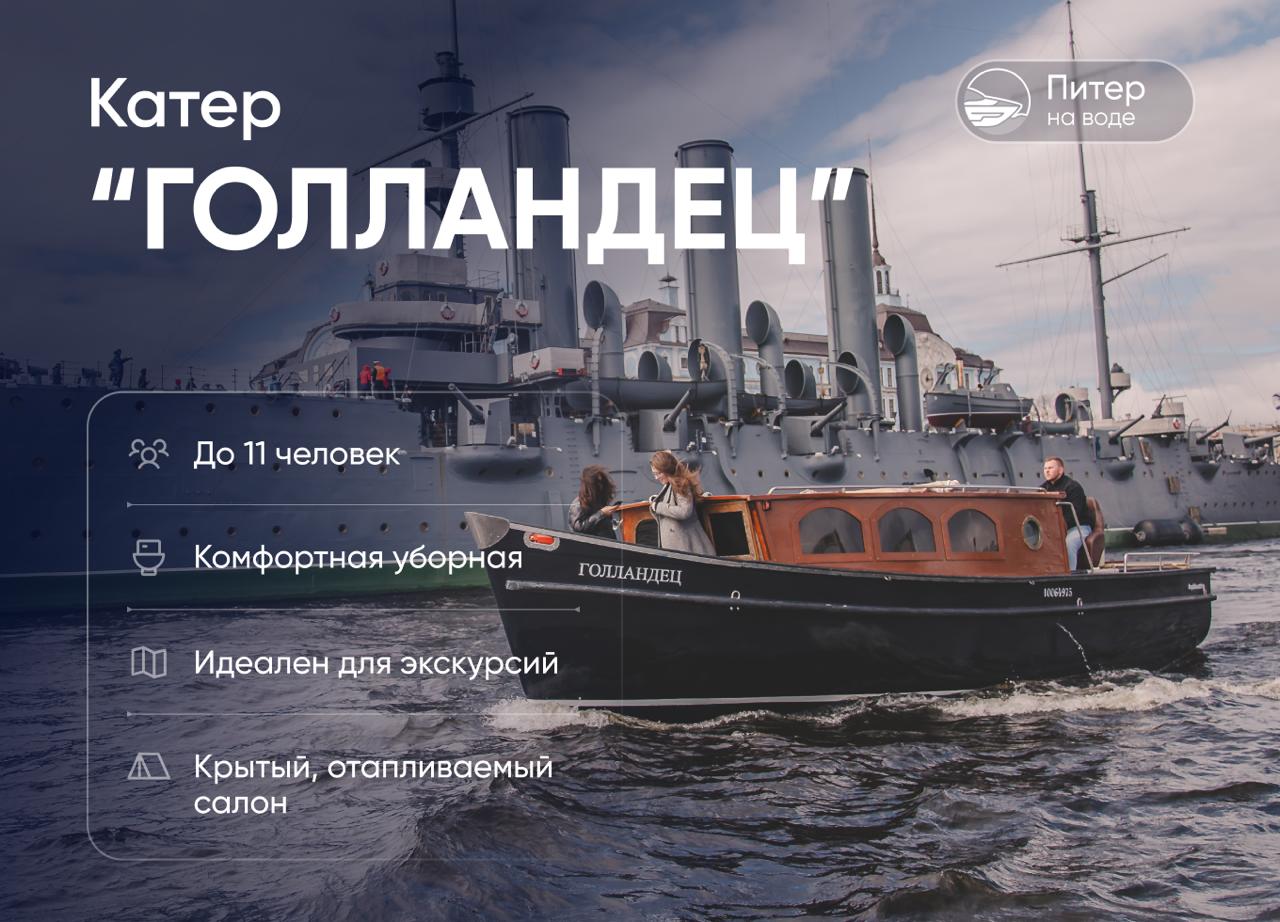 Катер
“ГОЛЛАНДЕЦ”
Питер
на воде
До 11 человек
Комфортная уборная
Идеален для экскурсий
Крытый, отапливаемый
салон
ГОЛЛАНДЕЦ